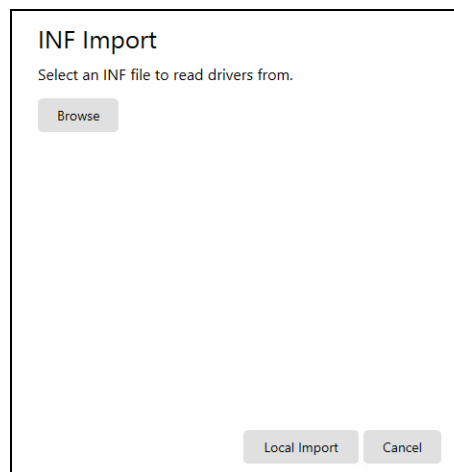 INF Import
Select an INF file to read drivers from.
Browse
Local Import Cancel